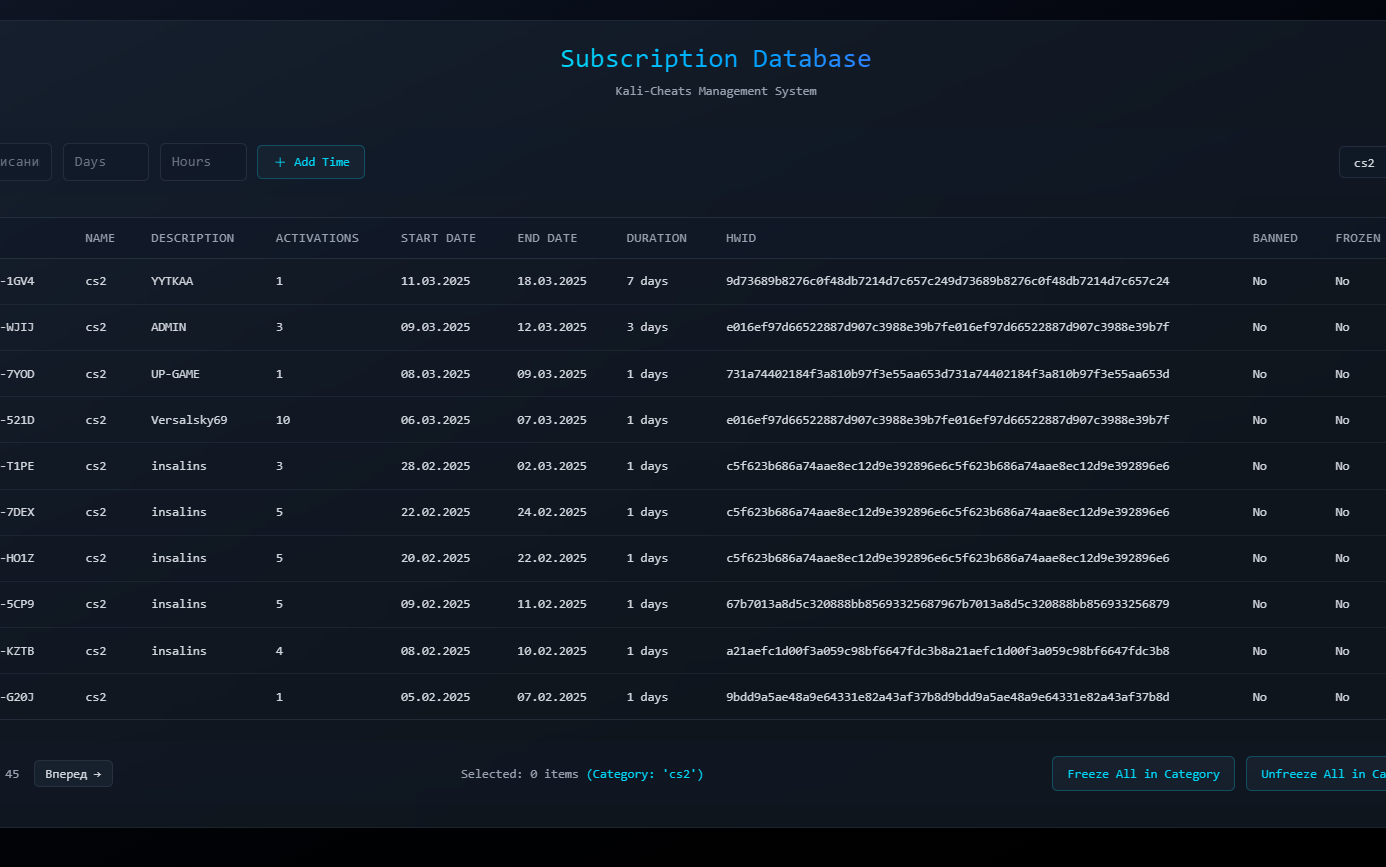 Subscription Database
Kali-Cheats Management System
исани Days Hours + Add Time cs2
NAME DESCRIPTION ACTIVATIONS START DATE END DATE DURATION HWID BANNED FROZEN
-1GV4 cs2 YYTKAA 1 11.03.2025 18.03.2025 7 days 9d73689b8276c0f48db7214d7c657c249d73689b8276c0f48db7214d7c657c24 No No
-WJIJ cs2 ADMIN 3 09.03.2025 12.03.2025 3 days e016ef97d66522887d907c3988e39b7fe016ef97d66522887d907c3988e39b7f No No
-7YOD cs2 UP-GAME 1 08.03.2025 09.03.2025 1 days 731a74402184f3a810b97f3e55aa653d731a74402184f3a810b97f3e55aa653d No No
-521D cs2 Versalsky69 10 06.03.2025 07.03.2025 1 days e016ef97d66522887d907c3988e39b7fe016ef97d66522887d907c3988e39b7f No No
-T1PE cs2 insalins 3 28.02.2025 02.03.2025 1 days c5f623b686a74aae8ec12d9e392896e6c5f623b686a74aae8ec12d9e392896e6 No No
-7DEX cs2 insalins 5 22.02.2025 24.02.2025 1 days c5f623b686a74aae8ec12d9e392896e6c5f623b686a74aae8ec12d9e392896e6 No No
-HO1Z cs2 insalins 5 20.02.2025 22.02.2025 1 days c5f623b686a74aae8ec12d9e392896e6c5f623b686a74aae8ec12d9e392896e6 No No
-5CP9 cs2 insalins 5 09.02.2025 11.02.2025 1 days 67b7013a8d5c320888bb85693325687967b7013a8d5c320888bb856933256879 No No
-KZTB cs2 insalins 4 08.02.2025 10.02.2025 1 days a21aefc1d00f3a059c98bf6647fdc3b8a21aefc1d00f3a059c98bf6647fdc3b8 No No
-G20J cs2 1 05.02.2025 07.02.2025 1 days 9bdd9a5ae48a9e64331e82a43af37b8d9bdd9a5ae48a9e64331e82a43af37b8d No No
45 Вперед → Selected: 0 items (Category: 'cs2') Freeze All in Category Unfreeze All in Ca